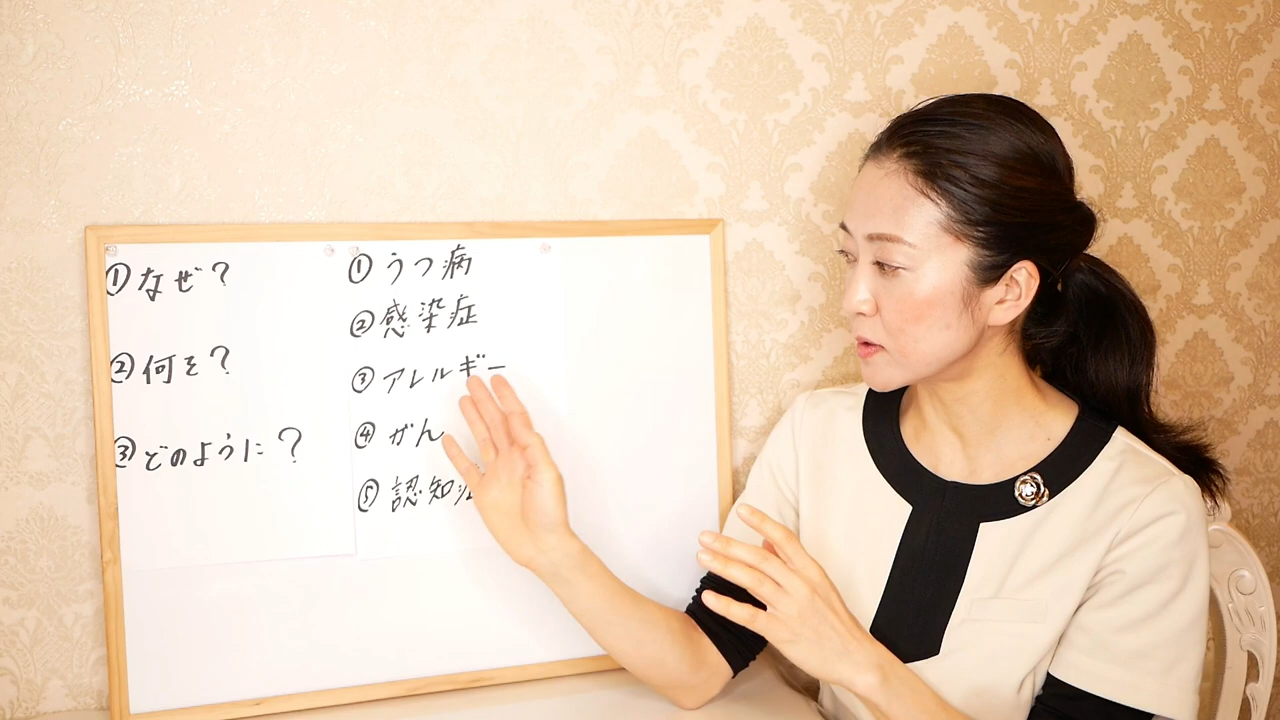 ①なぜ？
②何を？
③どのように？
①うつ病
②感染症
③アレルギー
④がん
⑤認知症